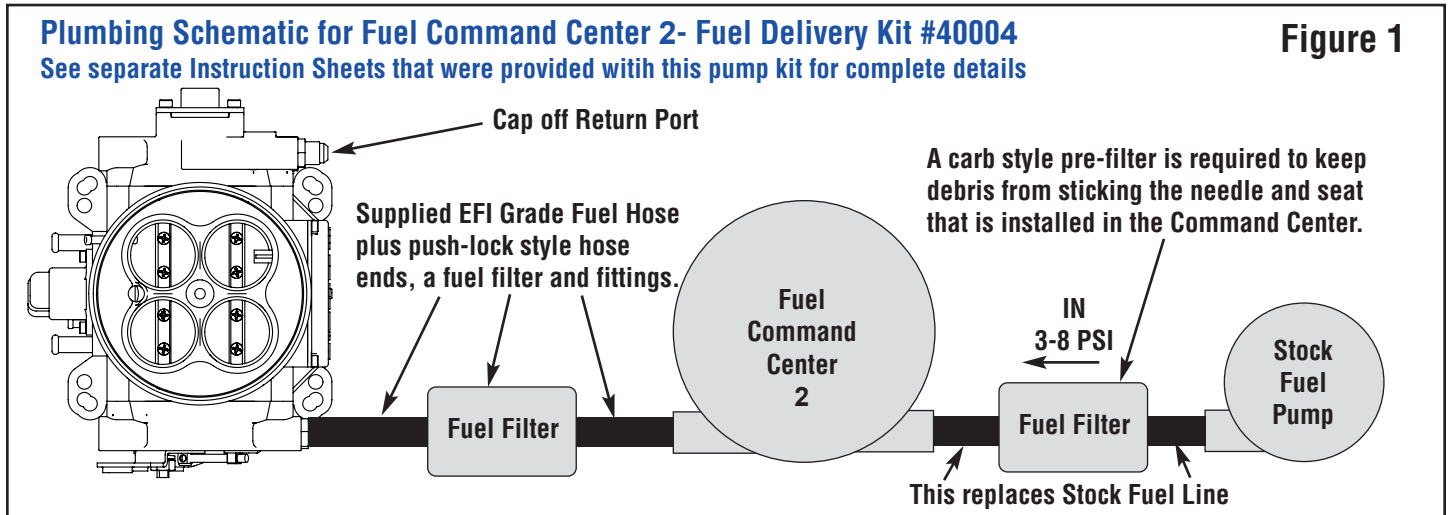 Plumbing Schematic for Fuel Command Center 2- Fuel Delivery Kit #40004
See separate Instruction Sheets that were provided witih this pump kit for complete details
Figure 1
Cap off Return Port
Supplied EFI Grade Fuel Hose
plus push-lock style hose
ends, a fuel filter and fittings.
A carb style pre-filter is required to keep
debris from sticking the needle and seat
that is installed in the Command Center.
Fuel Filter
Fuel
Command
Center
2
IN
3-8 PSI
Fuel Filter
Stock
Fuel
Pump
This replaces Stock Fuel Line